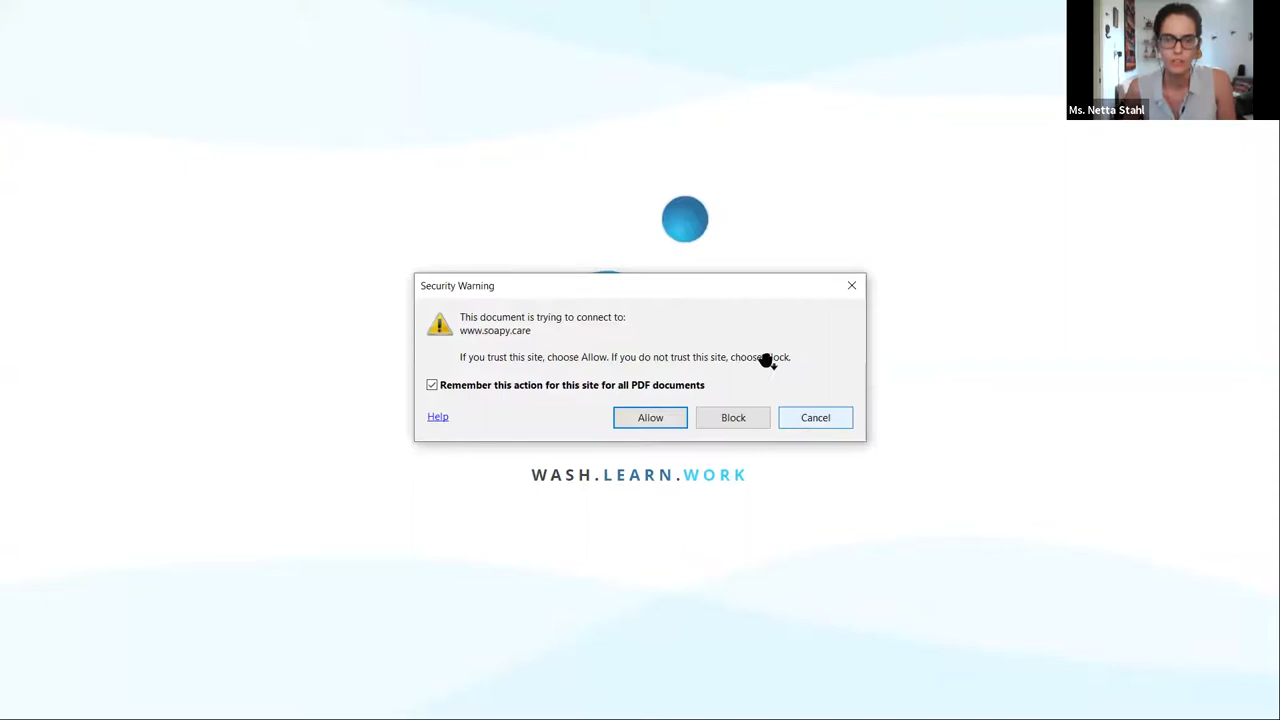 Ms. Netta Stahl
Security Warning
This document is trying to connect to:
www.soapy.care
If you trust this site, choose Allow. If you do not trust this site, choose
Remember this action for this site for all PDF documents
Help
Allow
Block
Cancel
WASH.LEARN.WORK